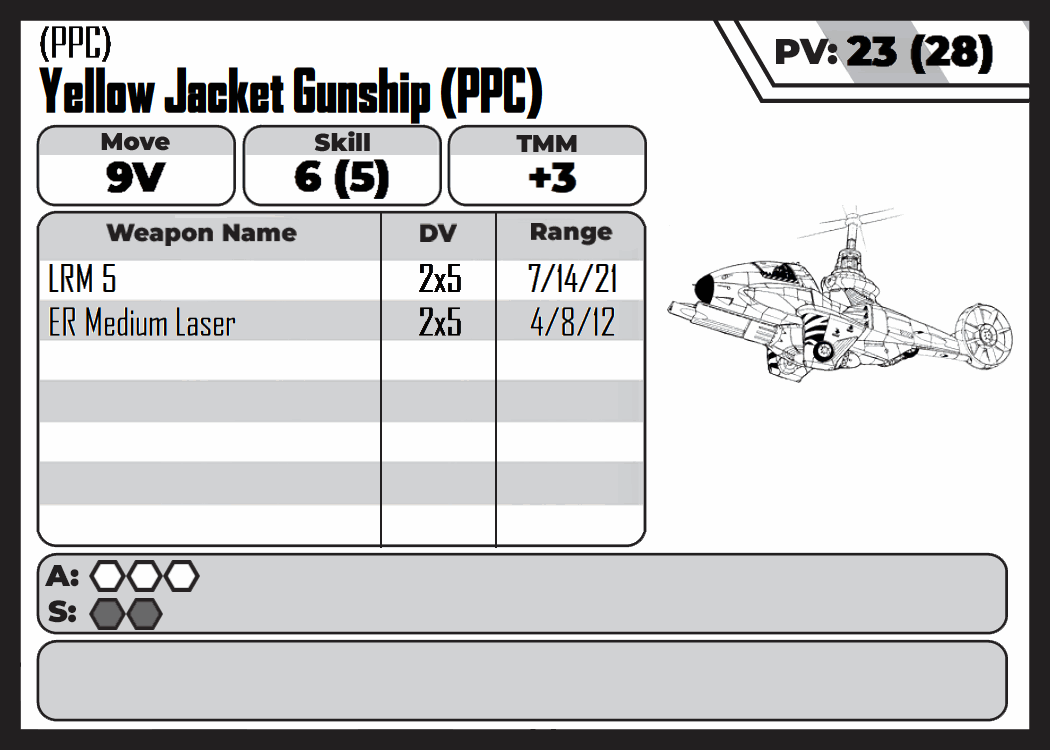 (PPC)
Yellow Jacket Gunship (PPC)
PV: 23 (28)
Move
9V
Skill
6 (5)
TMM
+3
Weapon Name DV Range
LRM 5 2x5 7/14/21
ER Medium Laser 2x5 4/8/12
A:
S: